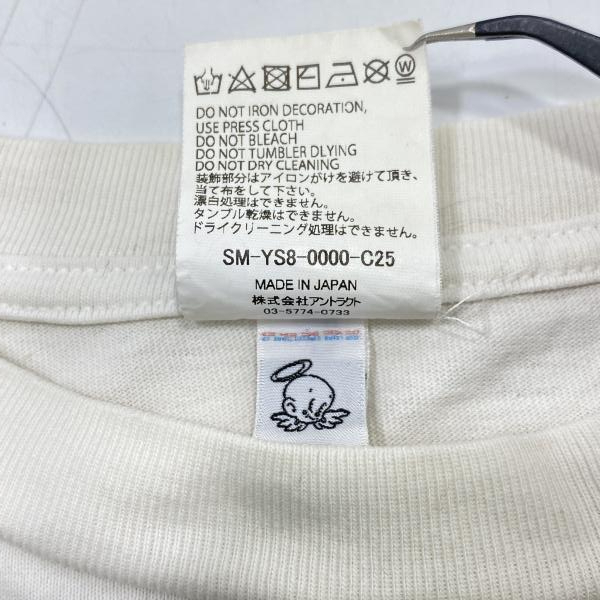 W
DO NOT IRON DECORATION,
USE PRESS CLOTH
DO NOT BLEACH
DO NOT TUMBLER DLYING
DO NOT DRY CLEANING
装飾部分はアイロンがけを避けて頂き、
当て布をして下さい。
漂白処理はできません。
タンブル乾燥はできません。
ドライクリーニング処理はできません。
SM-YS8-0000-C25
MADE IN JAPAN
株式会社アントラクト
03-5774-0733